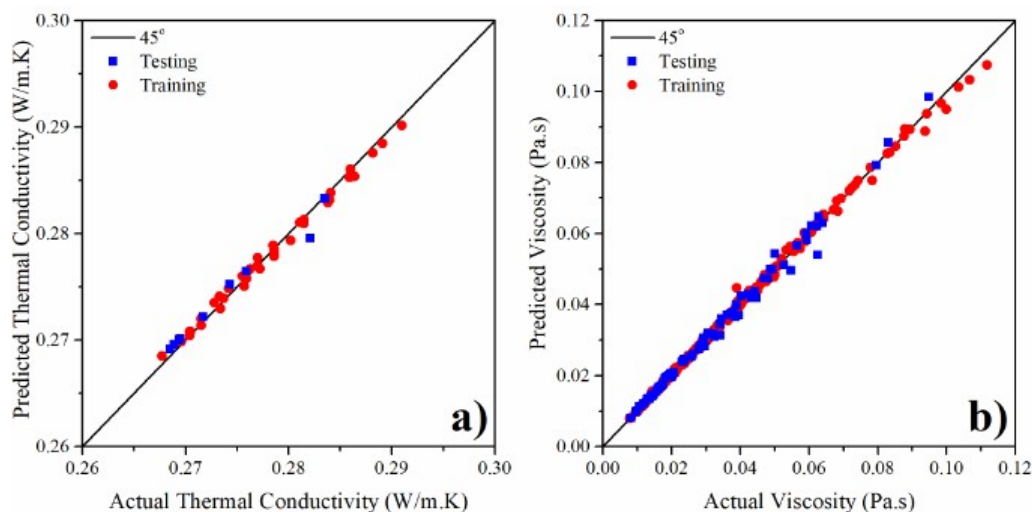 0.30
0.29
0.28
0.27
0.26
Predicted Thermal Conductivity (W/m.K)
45°
Testing
Training
a)
0.26 0.27 0.28 0.29 0.30
Actual Thermal Conductivity (W/m.K)
0.12
0.10
0.08
0.06
0.04
0.02
0.00
Predicted Viscosity (Pa.s)
45°
Testing
Training
b)
0.00 0.02 0.04 0.06 0.08 0.10 0.12
Actual Viscosity (Pa.s)